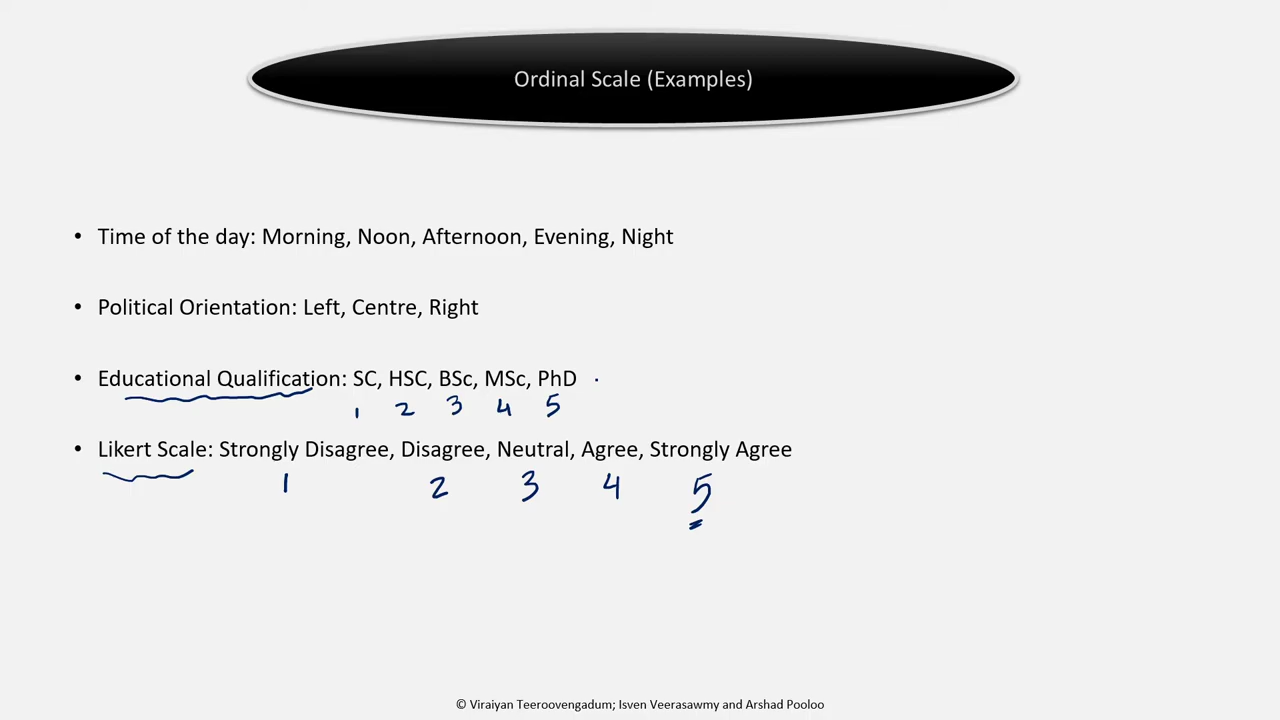 Ordinal Scale (Examples)
• Time of the day: Morning, Noon, Afternoon, Evening, Night
• Political Orientation: Left, Centre, Right
• Educational Qualification: SC, HSC, BSc, MSc, PhD
1 2 3 4 5
• Likert Scale: Strongly Disagree, Disagree, Neutral, Agree, Strongly Agree
1 2 3 4 5
© Viraiyan Teeroovengadum; Isven Veerasawmy and Arshad Pooloo